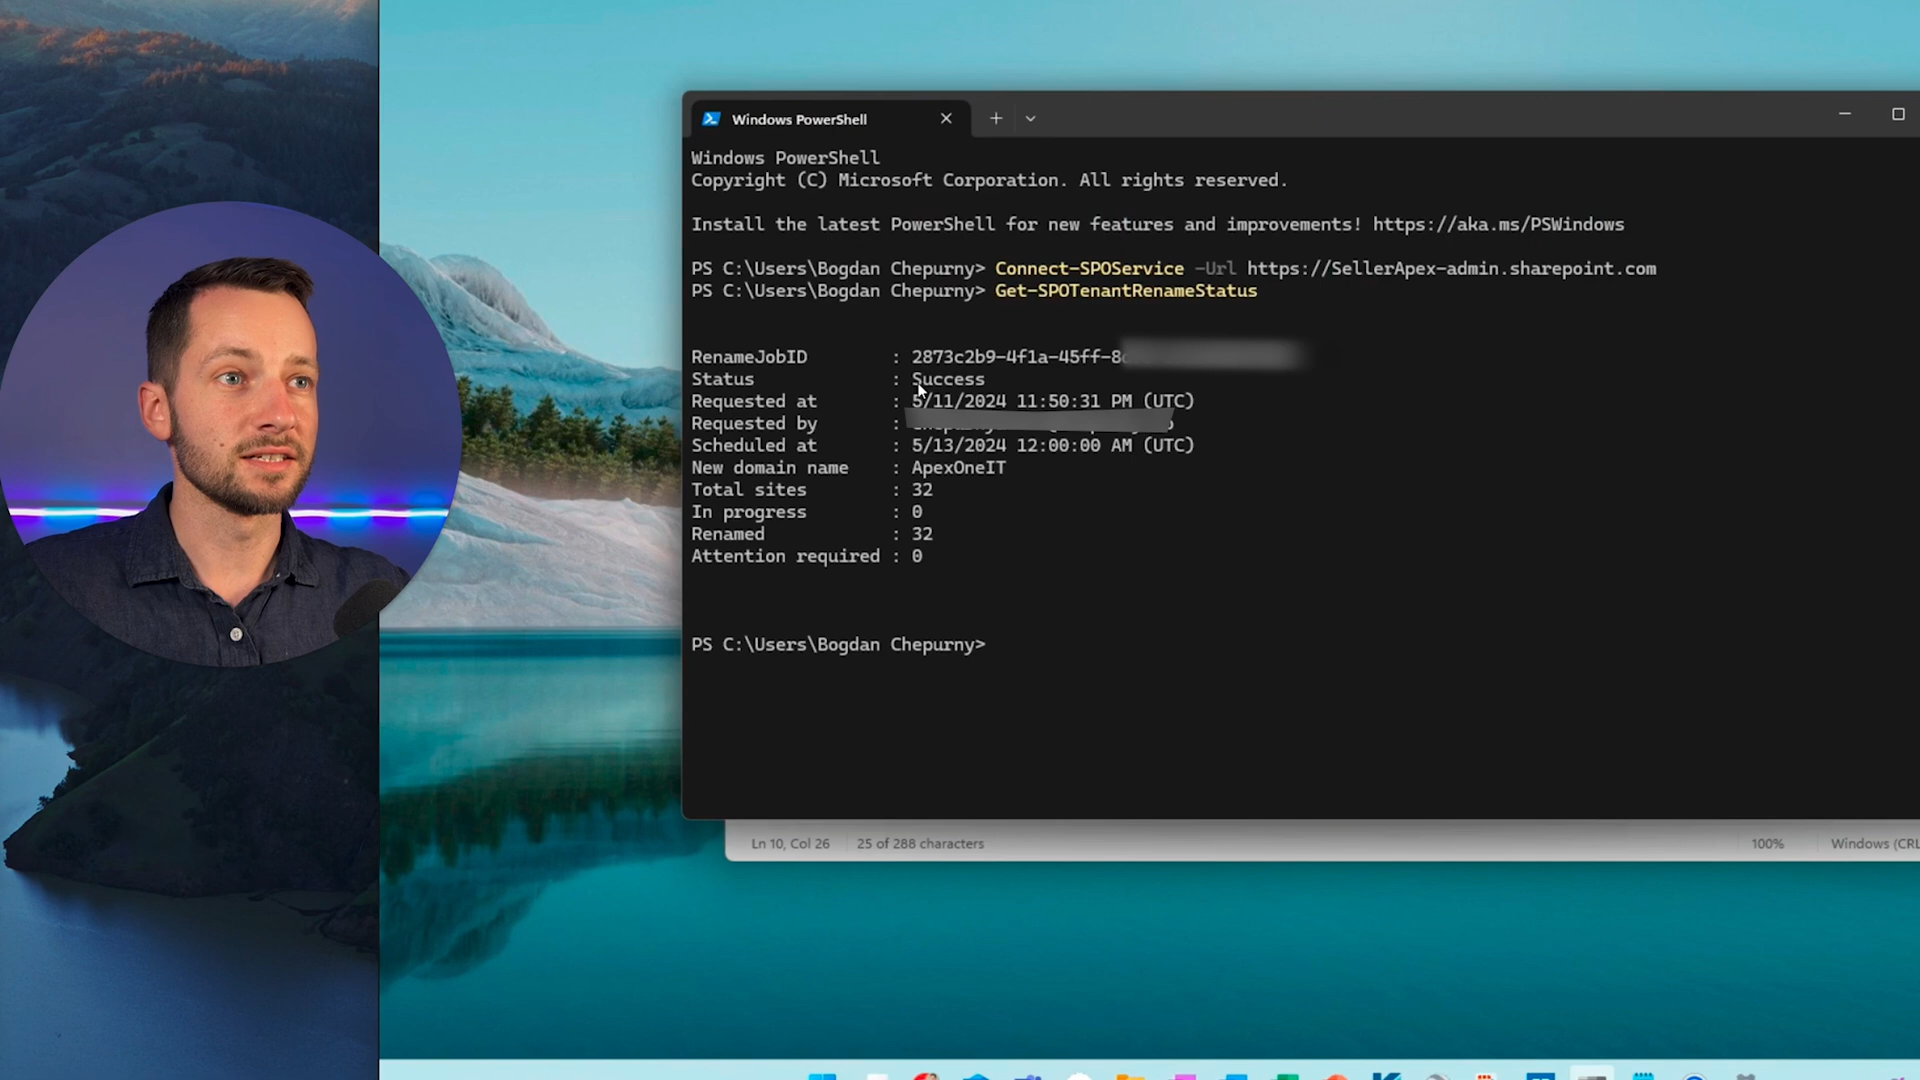 Windows PowerShell
Windows PowerShell
Copyright (C) Microsoft Corporation. All rights reserved.
Install the latest PowerShell for new features and improvements! https://aka.ms/PSWindows
PS C:\Users\Bogdan Chepurny> Connect-SPOService -Url https://SellerApex-admin.sharepoint.com
PS C:\Users\Bogdan Chepurny> Get-SPOTenantRenameStatus
RenameJobID : 2873c2b9-4f1a-45ff-8
Status : Success
Requested at : 5/11/2024 11:50:31 PM (UTC)
Requested by :
Scheduled at : 5/13/2024 12:00:00 AM (UTC)
New domain name : ApexOneIT
Total sites : 32
In progress : 0
Renamed : 32
Attention required : 0
PS C:\Users\Bogdan Chepurny>
Ln 10, Col 26 25 of 288 characters 100% Windows (CRL